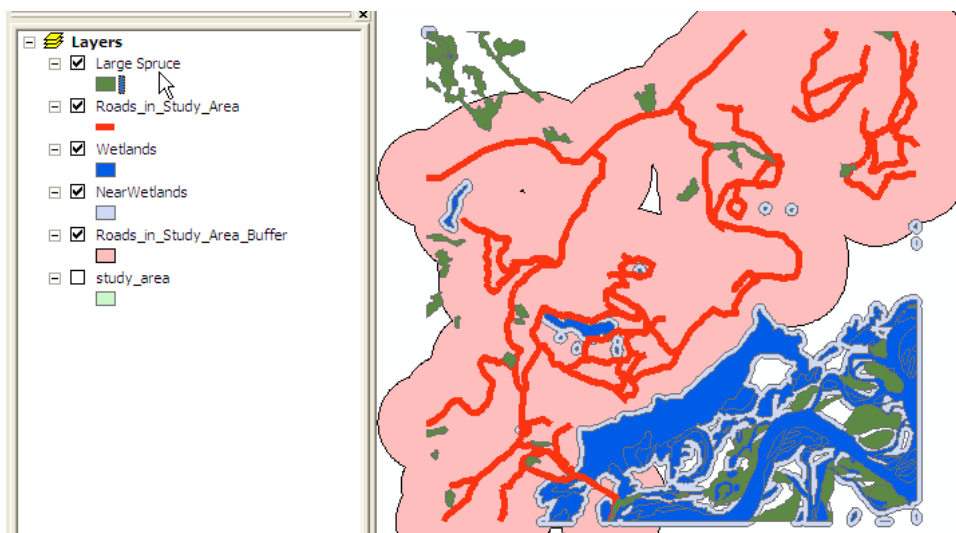 Layers
Large Spruce
Roads_in_Study_Area
Wetlands
NearWetlands
Roads_in_Study_Area_Buffer
study_area